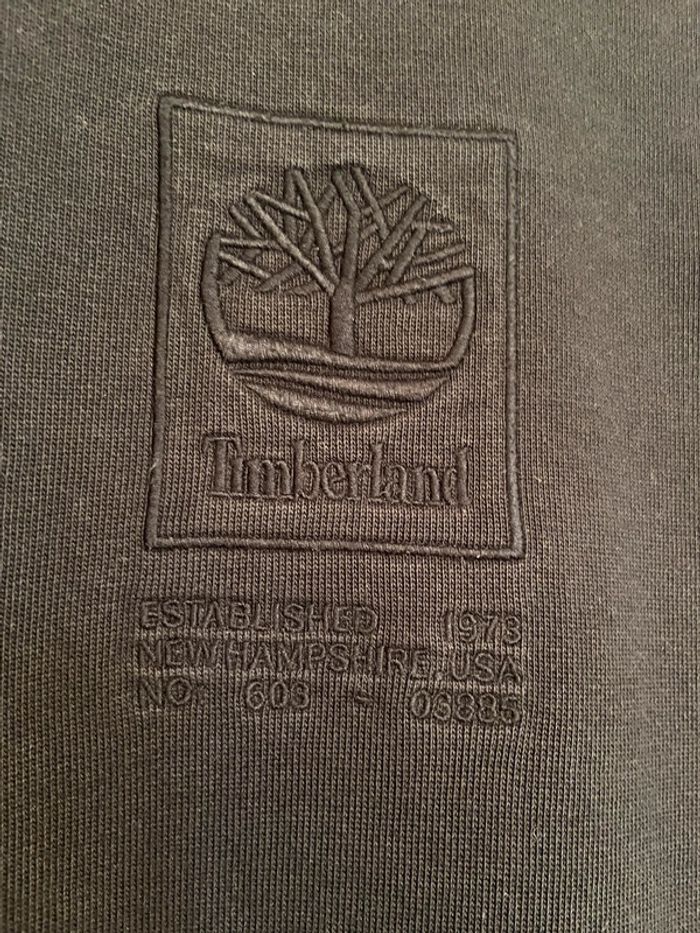 Timberland
ESTABLISHED 1973
NEW HAMPSHIRE, USA
NO: 603 - 03885